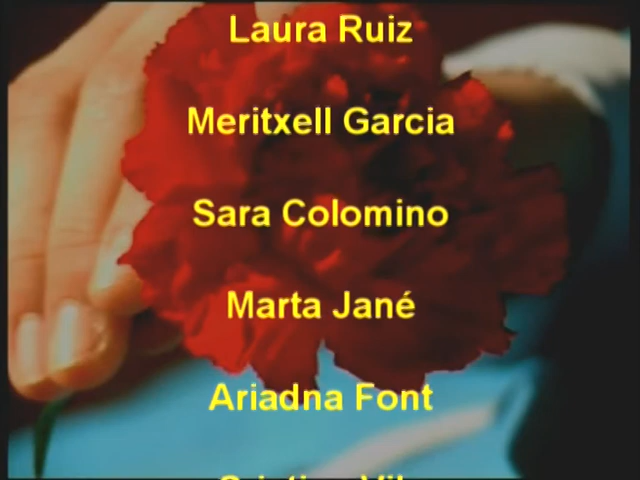 Laura Ruiz
Meritxell Garcia
Sara Colomino
Marta Jané
Ariadna Font